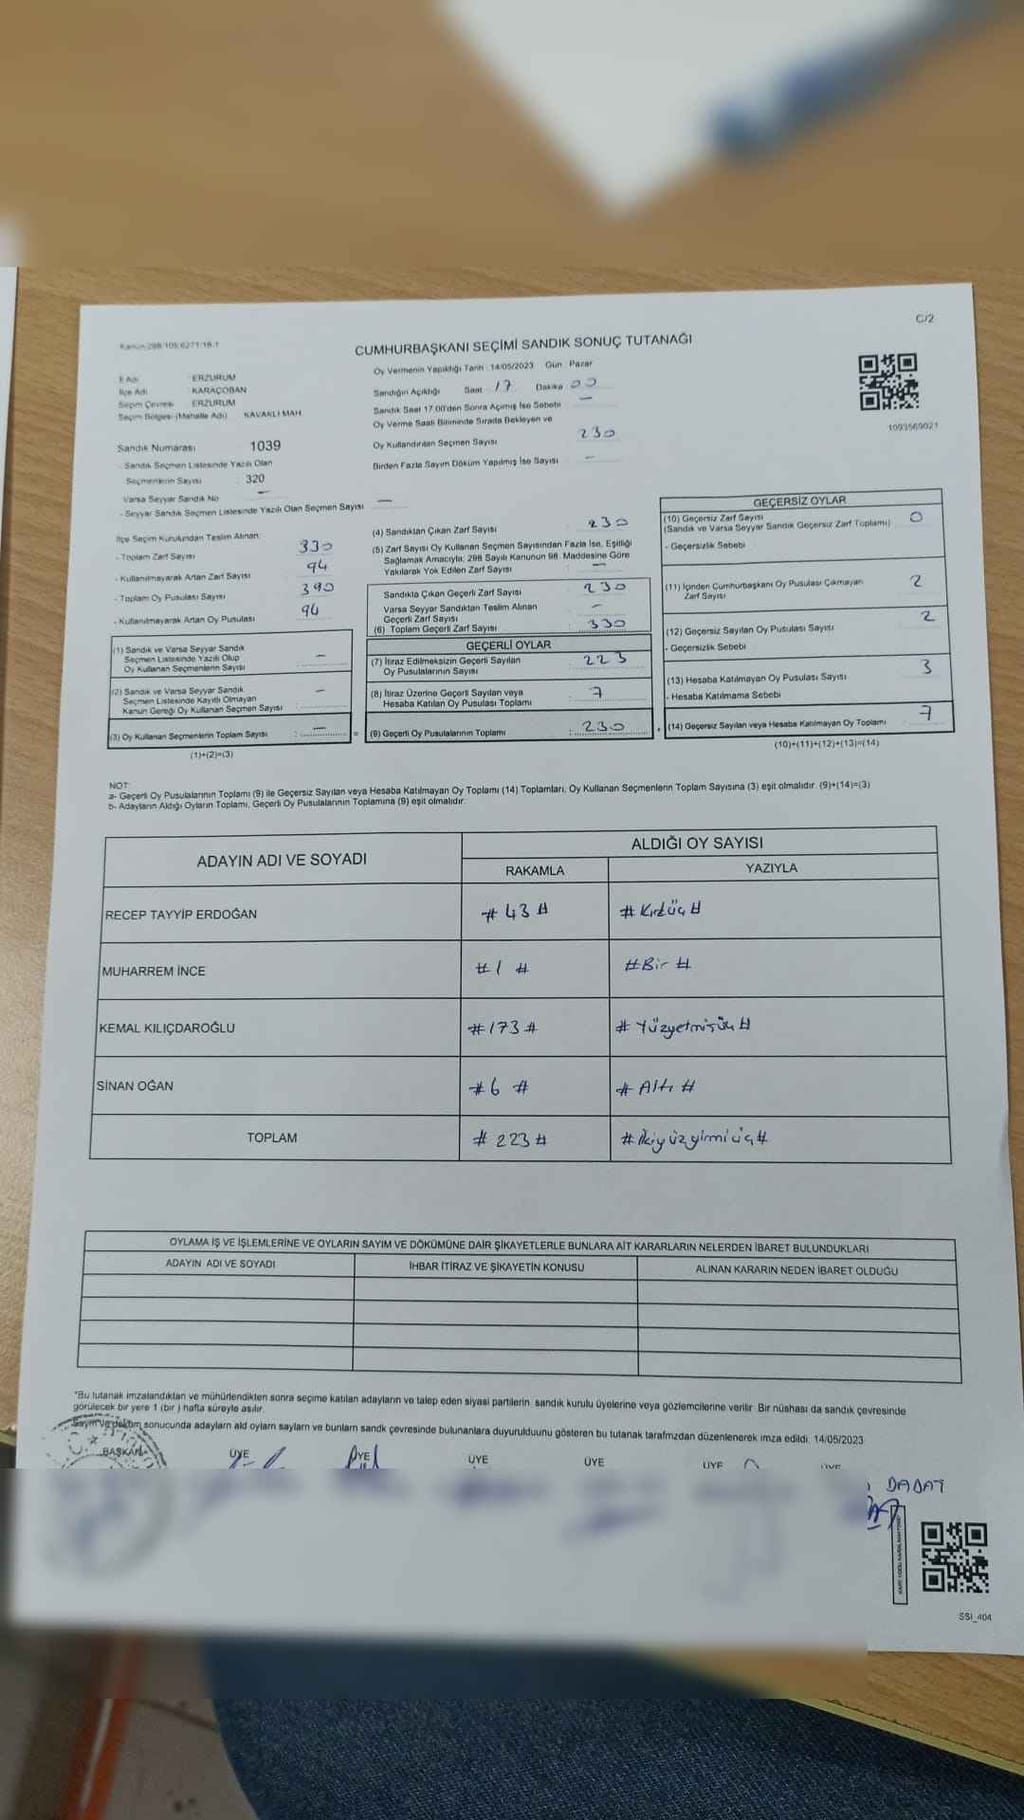 C/2
Kanun-298/105;6271/18-1
CUMHURBAŞKANI SEÇİMİ SANDIK SONUÇ TUTANAĞI
İl Adı ERZURUM
İlçe Adı KARAÇOBAN
Seçim Çevresi ERZURUM
Seçim Bölgesi (Mahalle Adı) KAVAKLI MAH.
Sandık Numarası 1039
- Sandık Seçmen Listesinde Yazılı Olan
Seçmenlerin Sayısı 320
Varsa Seyyar Sandık No —
- Seyyar Sandık Seçmen Listesinde Yazılı Olan Seçmen Sayısı —
İlçe Seçim Kurulundan Teslim Alınan:
- Toplam Zarf Sayısı 330
- Kullanılmayarak Artan Zarf Sayısı 94
- Toplam Oy Pusulası Sayısı 390
- Kullanılmayarak Artan Oy Pusulası 94
(1) Sandık ve Varsa Seyyar Sandık
Seçmen Listesinde Yazılı Olup
Oy Kullanan Seçmenlerin Sayısı —
(2) Sandık ve Varsa Seyyar Sandık
Seçmen Listesinde Kayıtlı Olmayan
Kanun Gereği Oy Kullanan Seçmen Sayısı —
(3) Oy Kullanan Seçmenlerin Toplam Sayısı — =
(1)+(2)=(3)
Oy Vermenin Yapıldığı Tarih 14/05/2023 Gün Pazar
Sandığın Açıldığı Saat 17 Dakika 00
Sandık Saat 17.00'den Sonra Açılmış İse Sebebi —
Oy Verme Saati Bitiminde Sırada Bekleyen ve
Oy Kullandırılan Seçmen Sayısı 230
Birden Fazla Sayım Döküm Yapılmış İse Sayısı —
(4) Sandıktan Çıkan Zarf Sayısı 230
(5) Zarf Sayısı Oy Kullanan Seçmen Sayısından Fazla İse, Eşitliği
Sağlamak Amacıyla, 298 Sayılı Kanunun 98. Maddesine Göre
Yakılarak Yok Edilen Zarf Sayısı —
Sandıkta Çıkan Geçerli Zarf Sayısı 230
Varsa Seyyar Sandıktan Teslim Alınan
Geçerli Zarf Sayısı —
(6) Toplam Geçerli Zarf Sayısı 330
GEÇERLİ OYLAR
(7) İtiraz Edilmeksizin Geçerli Sayılan
Oy Pusulalarının Sayısı : 223
(8) İtiraz Üzerine Geçerli Sayılan veya
Hesaba Katılan Oy Pusulası Toplamı : 7
(9) Geçerli Oy Pusulalarının Toplamı : 230 +
1093569021
GEÇERSİZ OYLAR
(10) Geçersiz Zarf Sayısı 0
(Sandık ve Varsa Seyyar Sandık Geçersiz Zarf Toplamı)
- Geçersizlik Sebebi
(11) İçinden Cumhurbaşkanı Oy Pusulası Çıkmayan 2
Zarf Sayısı
(12) Geçersiz Sayılan Oy Pusulası Sayısı 2
- Geçersizlik Sebebi
(13) Hesaba Katılmayan Oy Pusulası Sayısı 3
- Hesaba Katılmama Sebebi
(14) Geçersiz Sayılan veya Hesaba Katılmayan Oy Toplamı 7
(10)+(11)+(12)+(13)=(14)
NOT:
a- Geçerli Oy Pusulalarının Toplamı (9) ile Geçersiz Sayılan veya Hesaba Katılmayan Oy Toplamı (14) Toplamları, Oy Kullanan Seçmenlerin Toplam Sayısına (3) eşit olmalıdır. (9)+(14)=(3)
b- Adayların Aldığı Oyların Toplamı, Geçerli Oy Pusulalarının Toplamına (9) eşit olmalıdır.
ADAYIN ADI VE SOYADI ALDIĞI OY SAYISI
RAKAMLA YAZIYLA
RECEP TAYYİP ERDOĞAN # 43 # # Kırküç #
MUHARREM İNCE # 1 # # Bir #
KEMAL KILIÇDAROĞLU # 173 # # Yüzyetmişüç #
SİNAN OĞAN # 6 # # Altı #
TOPLAM # 223 # # ikiyüzyirmiüç #
OYLAMA İŞ VE İŞLEMLERİNE VE OYLARIN SAYIM VE DÖKÜMÜNE DAİR ŞİKAYETLERLE BUNLARA AİT KARARLARIN NELERDEN İBARET BULUNDUKLARI
ADAYIN ADI VE SOYADI İHBAR İTİRAZ VE ŞİKAYETİN KONUSU ALINAN KARARIN NEDEN İBARET OLDUĞU
"Bu tutanak imzalandıktan ve mühürlendikten sonra seçime katılan adayların ve talep eden siyasi partilerin, sandık kurulu üyelerine veya gözlemcilerine verilir. Bir nüshası da sandık çevresinde
görülecek bir yere 1 (bir ) hafta süreyle asılır.
Sayım ve döküm sonucunda adayların ald oyların sayların ve bunların sandk çevresinde bulunanlara duyurulduunu gösteren bu tutanak tarafmzdan düzenlenerek imza edildi. 14/05/2023
BAŞKAN ÜYE ÜYE ÜYE ÜYE ÜYE ÜYE
DADAT
SSI_404